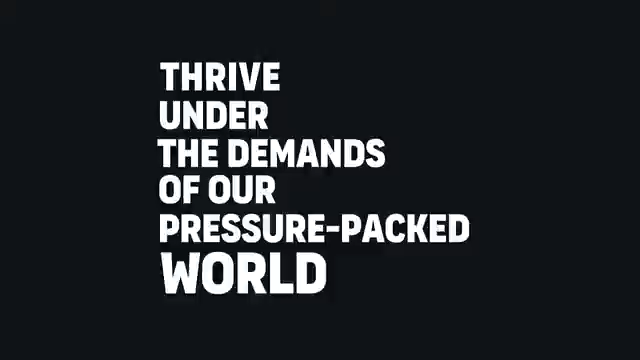 THRIVE
UNDER
THE DEMANDS
OF OUR
PRESSURE-PACKED
WORLD